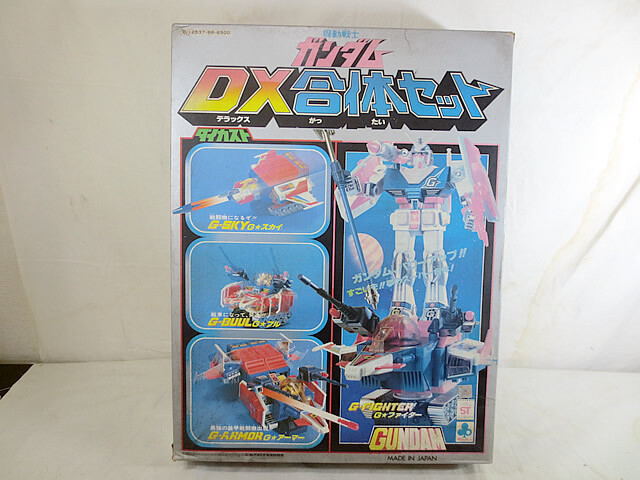 機動戦士
ガンダム
DX合体セット
デラックス がったい
ダイカスト
G-SKY G★スカイ
G-BULL G★ブル
G-ARMOR G★アーマー
G-FIGHTER
G★ファイター
ST
GUNDAM
MADE IN JAPAN